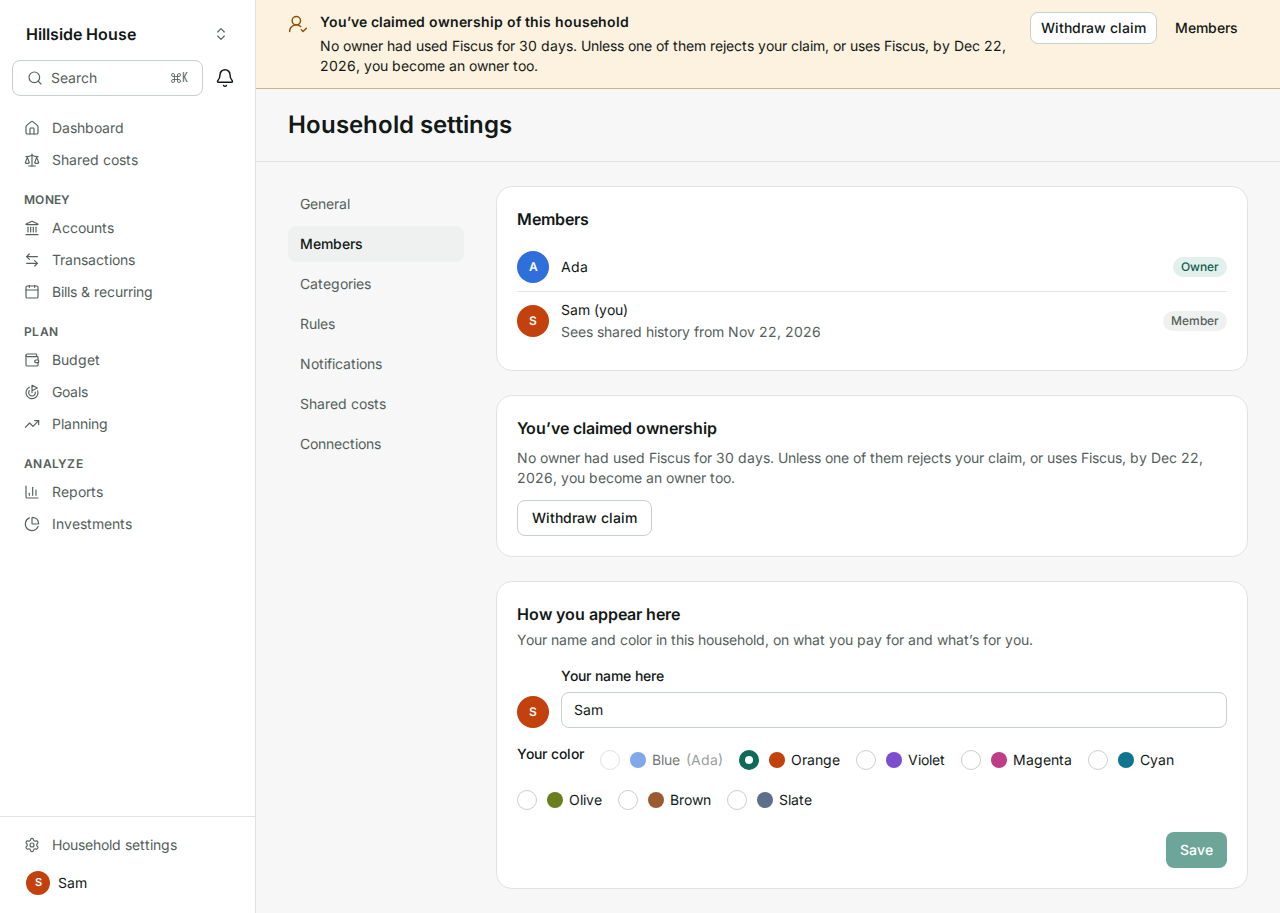 Hillside House
Search
⌘K
Dashboard
Shared costs
MONEY
Accounts
Transactions
Bills & recurring
PLAN
Budget
Goals
Planning
ANALYZE
Reports
Investments
Household settings
S
Sam
You’ve claimed ownership of this household
No owner had used Fiscus for 30 days. Unless one of them rejects your claim, or uses Fiscus, by Dec 22,
2026, you become an owner too.
Withdraw claim
Members
Household settings
General
Members
Categories
Rules
Notifications
Shared costs
Connections
Members
A
Ada
Owner
S
Sam (you)
Sees shared history from Nov 22, 2026
Member
You’ve claimed ownership
No owner had used Fiscus for 30 days. Unless one of them rejects your claim, or uses Fiscus, by Dec 22,
2026, you become an owner too.
Withdraw claim
How you appear here
Your name and color in this household, on what you pay for and what’s for you.
Your name here
S
Sam
Your color
Blue (Ada)
Orange
Violet
Magenta
Cyan
Olive
Brown
Slate
Save